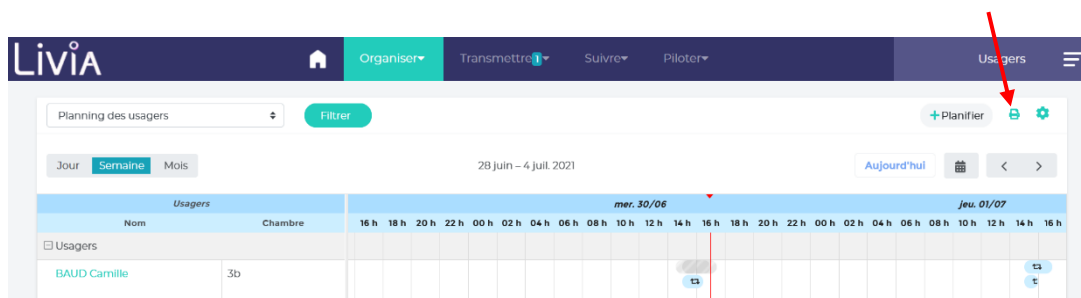 LiViA
Organiser Transmettre 1 Suivre Piloter Usagers
Planning des usagers Filtrer +Planifier
Jour Semaine Mois 28 juin – 4 juil. 2021 Aujourd'hui < >
Usagers mer. 30/06 jeu. 01/07
Nom Chambre 16 h 18 h 20 h 22 h 00 h 02 h 04 h 06 h 08 h 10 h 12 h 14 h 16 h 18 h 20 h 22 h 00 h 02 h 04 h 06 h 08 h 10 h 12 h 14 h 16 h
Usagers
BAUD Camille 3b